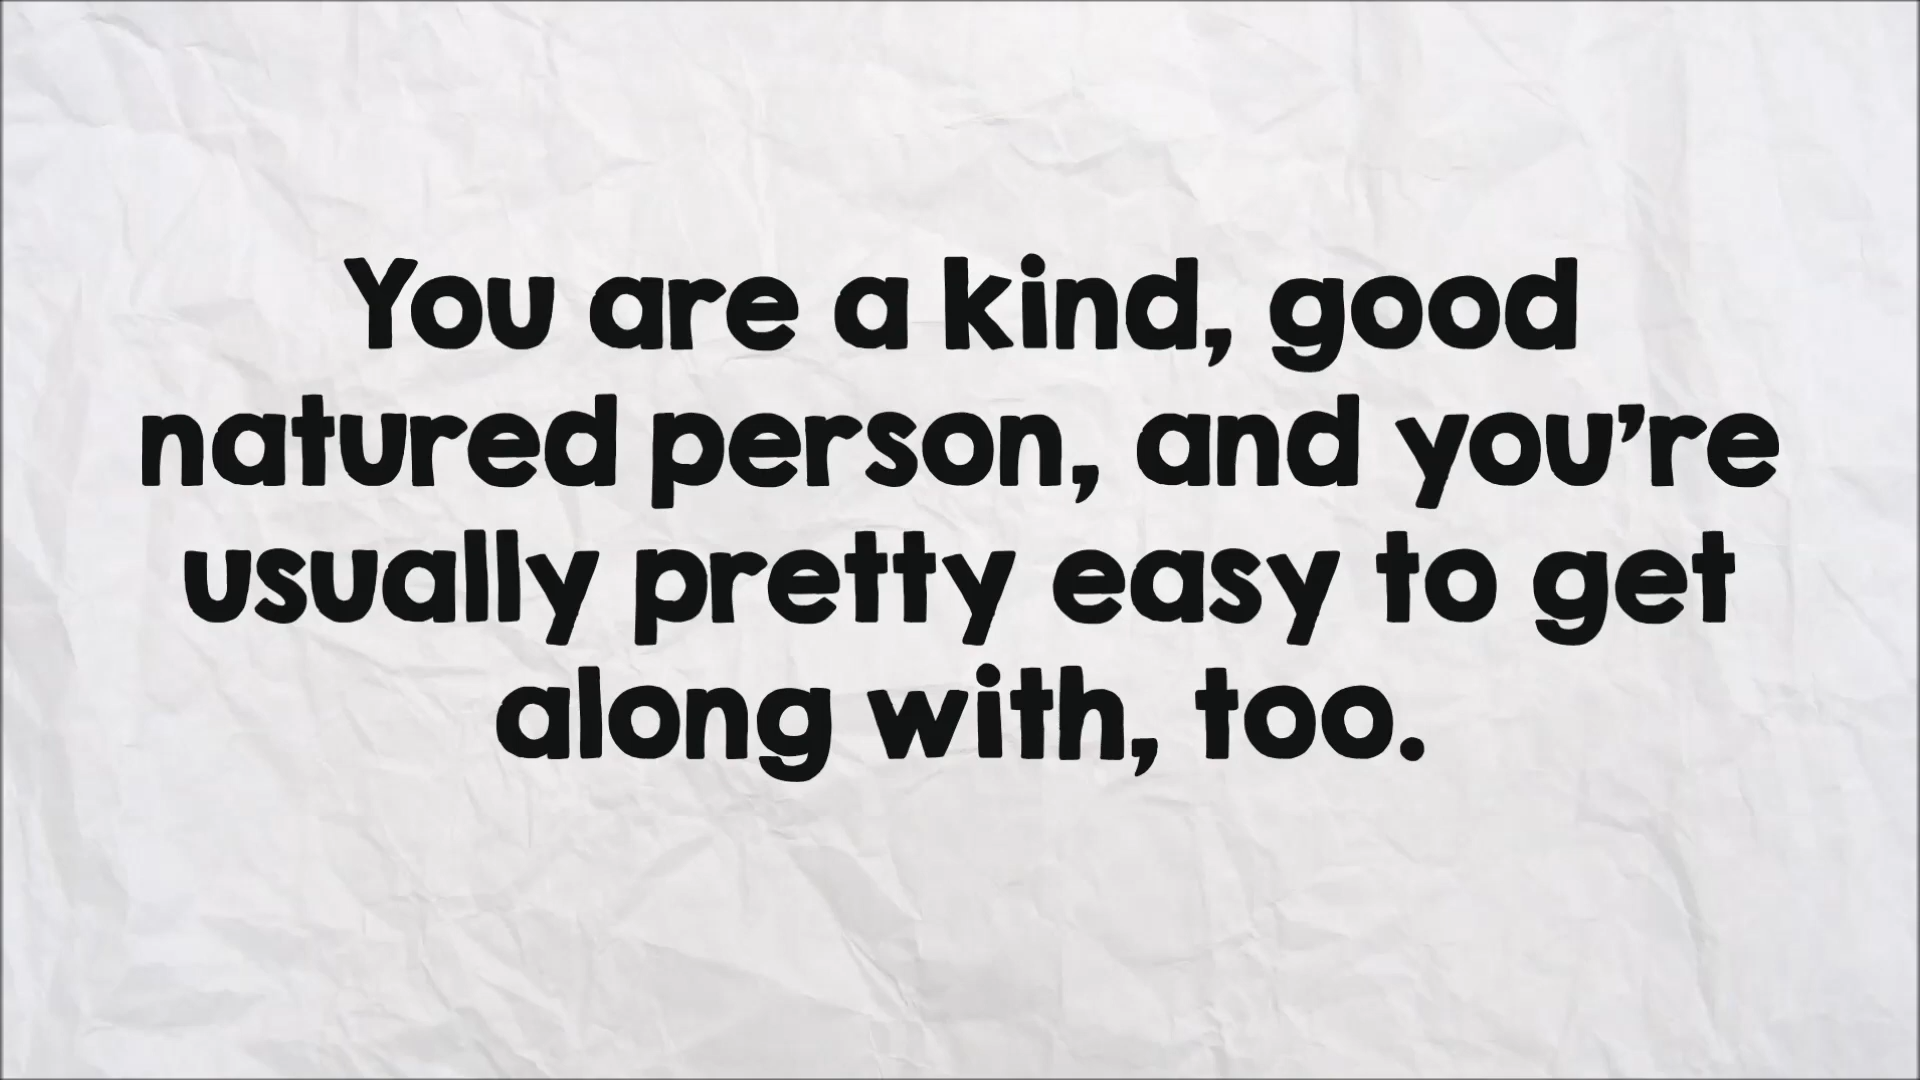 You are a kind, good
natured person, and you’re
usually pretty easy to get
along with, too.